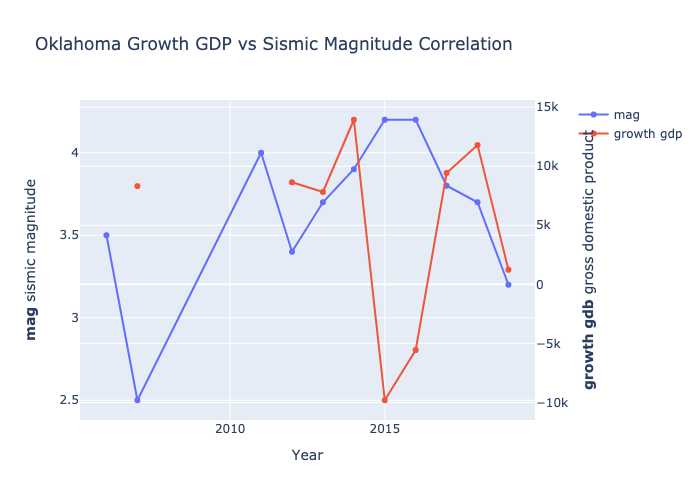 Oklahoma Growth GDP vs Sismic Magnitude Correlation
mag
growth gdp
15k
10k
5k
0
−5k
−10k
4
3.5
3
2.5
mag sismic magnitude
growth gdb gross domestic product
2010
2015
Year